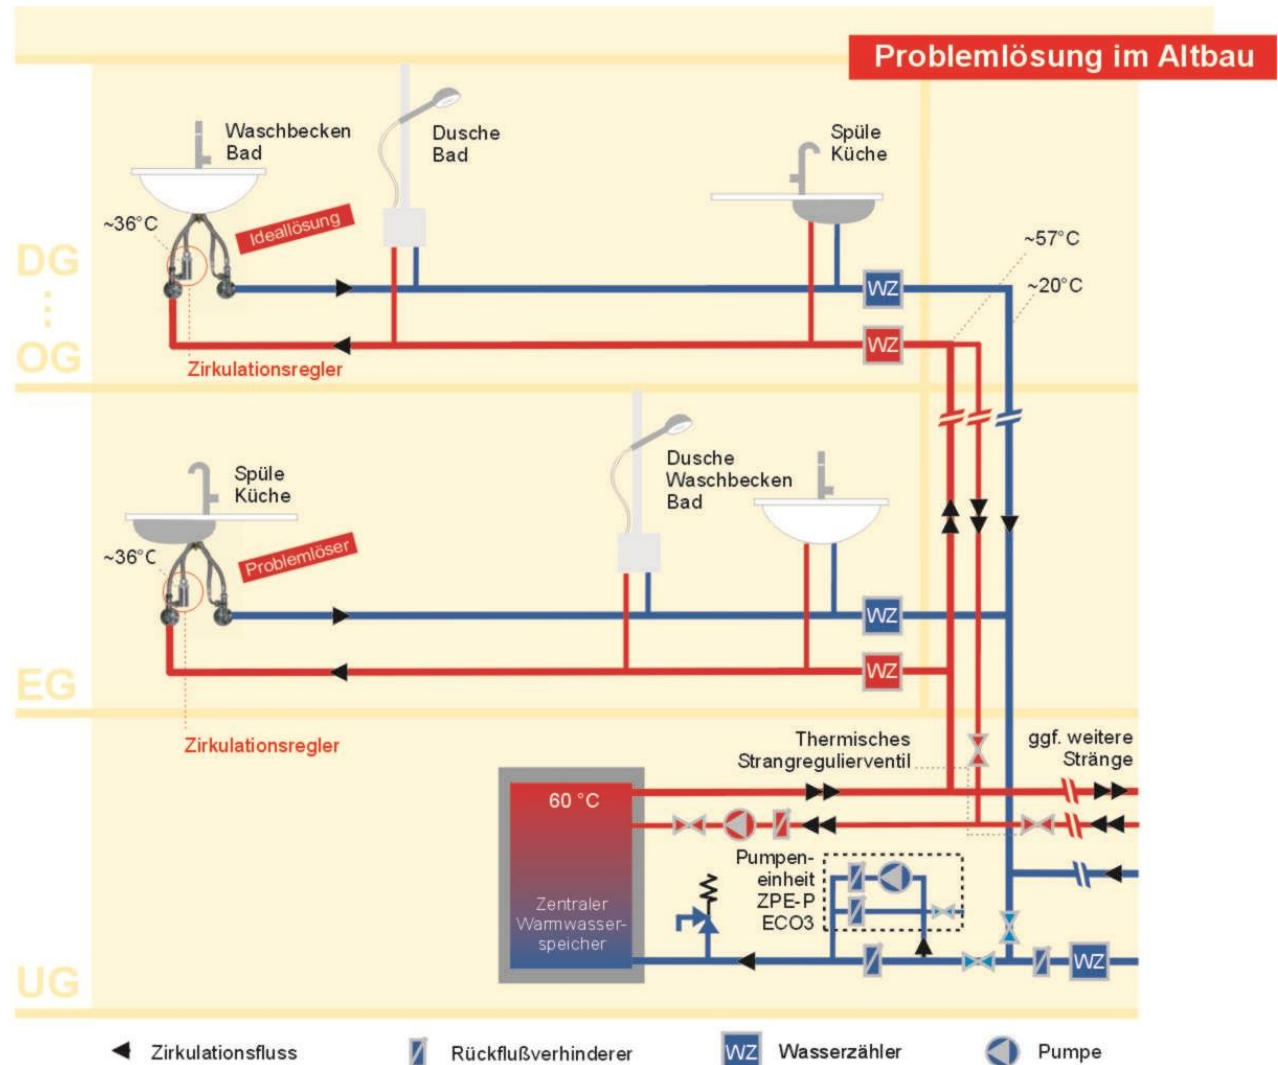 Problemlösung im Altbau
Waschbecken
Bad
Dusche
Bad
Spüle
Küche
~36°C
Ideallösung
~57°C
~20°C
DG
OG
WZ
WZ
Zirkulationsregler
Spüle
Küche
Dusche
Waschbecken
Bad
~36°C
Problemlöser
WZ
WZ
EG
Zirkulationsregler
Thermisches
Strangregulierventil
ggf. weitere
Stränge
60 °C
Zentraler
Warmwasser-
speicher
Pumpen-
einheit
ZPE-P
ECO3
WZ
UG
Zirkulationsfluss
Rückflußverhinderer
WZ
Wasserzähler
Pumpe